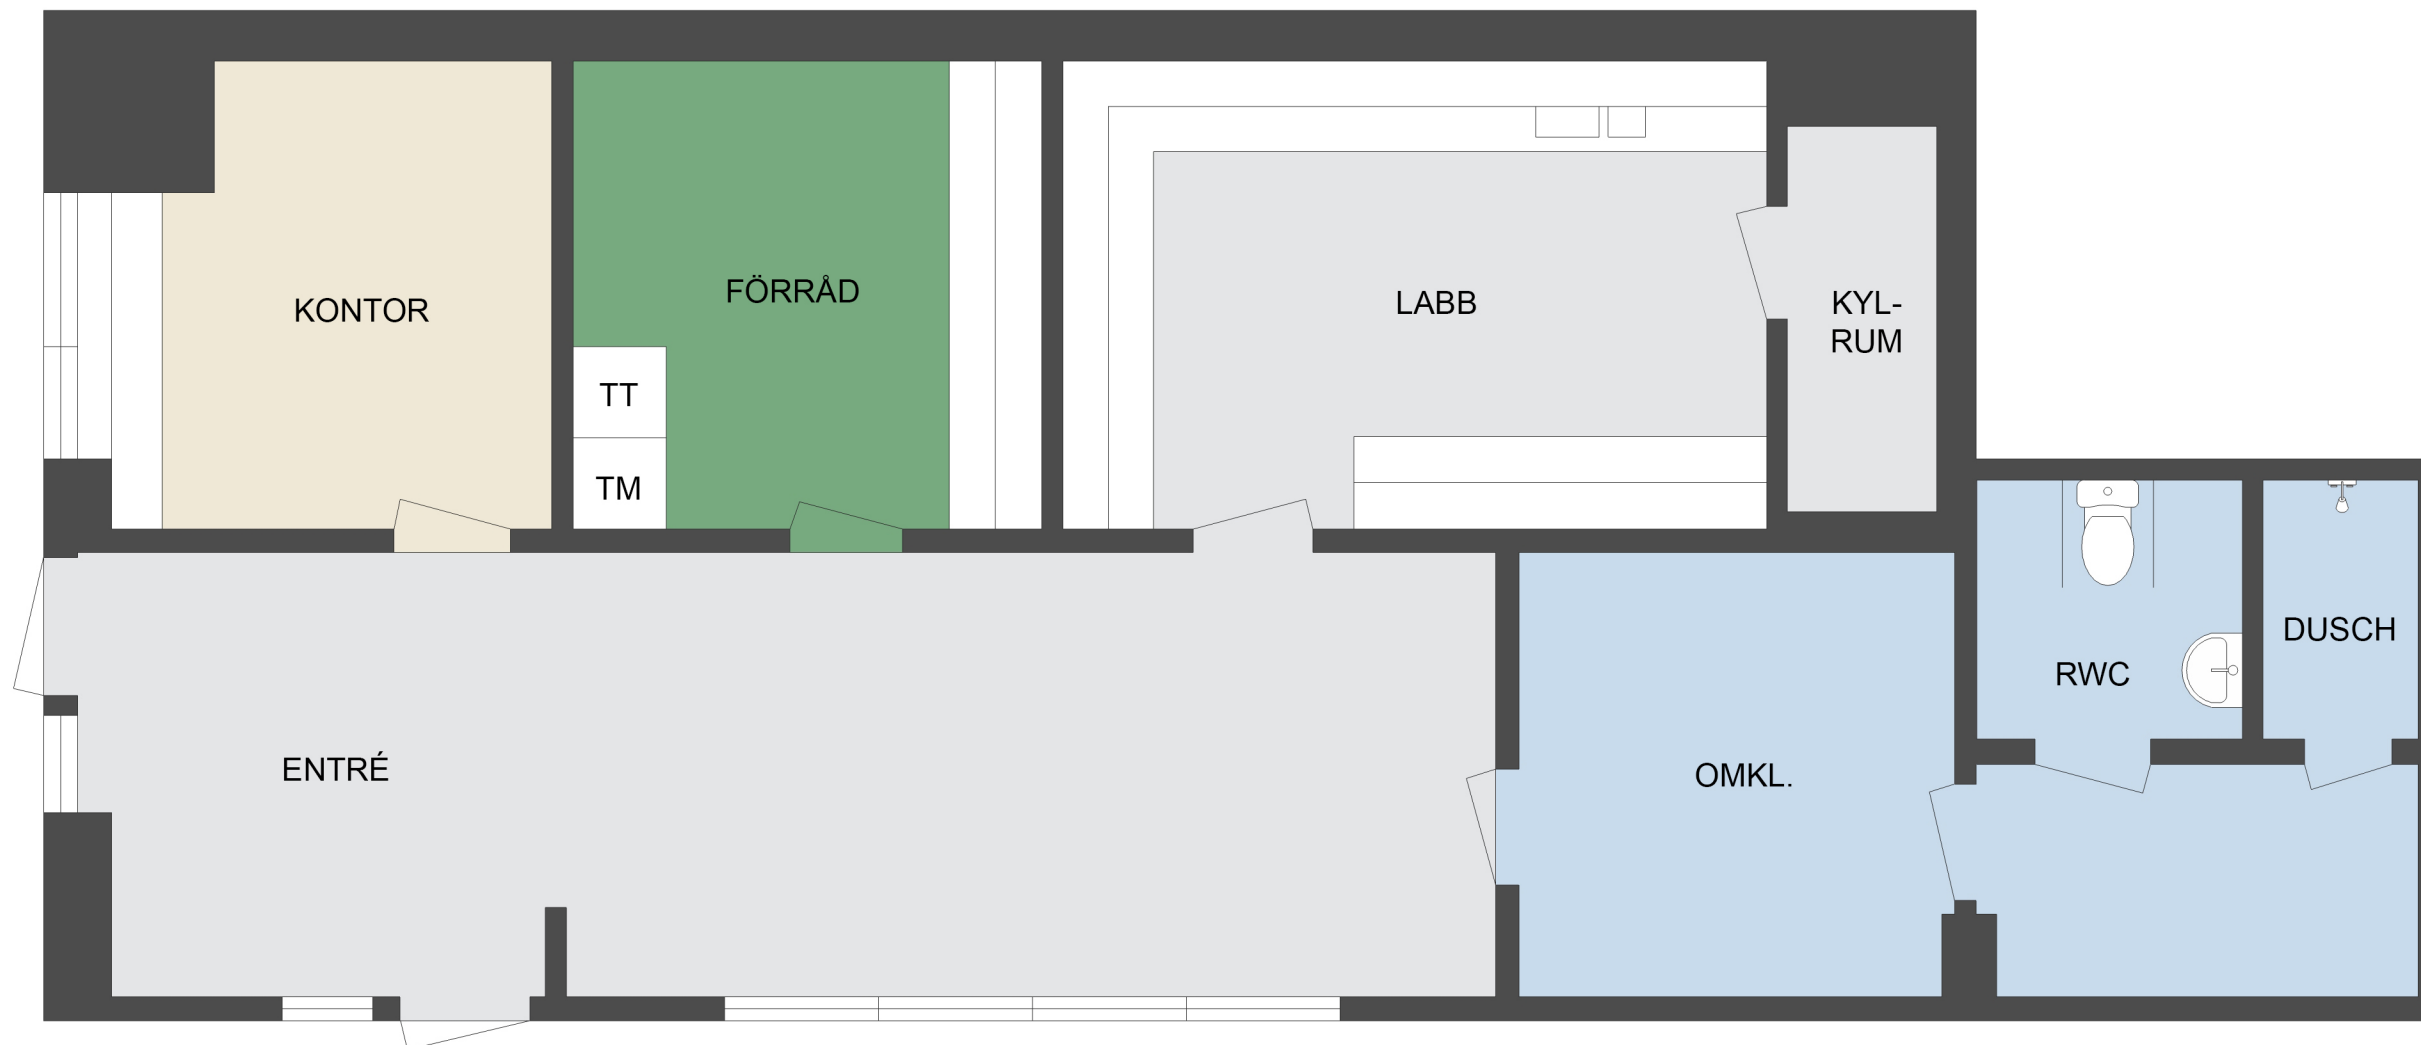 KONTOR
FÖRRÅD
TT
TM
LABB
KYL-
RUM
ENTRÉ
OMKL.
RWC
DUSCH